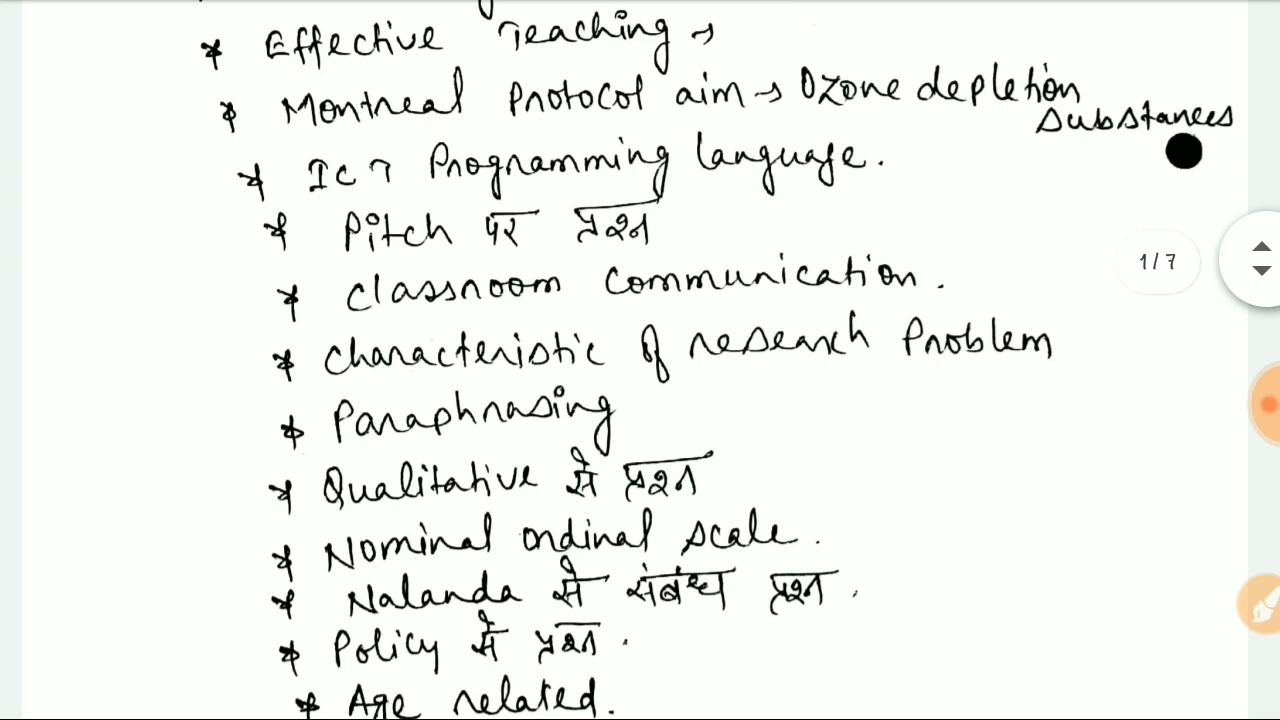 * Effective Teaching →
* Montreal Protocol aim → Ozone depletion
substances
* ICT Programming language.
1/7
* Pitch पर प्रश्न
* Classroom Communication.
* Characteristic of research Problem
* Paraphrasing
* Qualitative से प्रश्न
* Nominal ordinal scale.
* Nalanda से संबंध प्रश्न.
* Policy से प्रश्न.
* Age related.